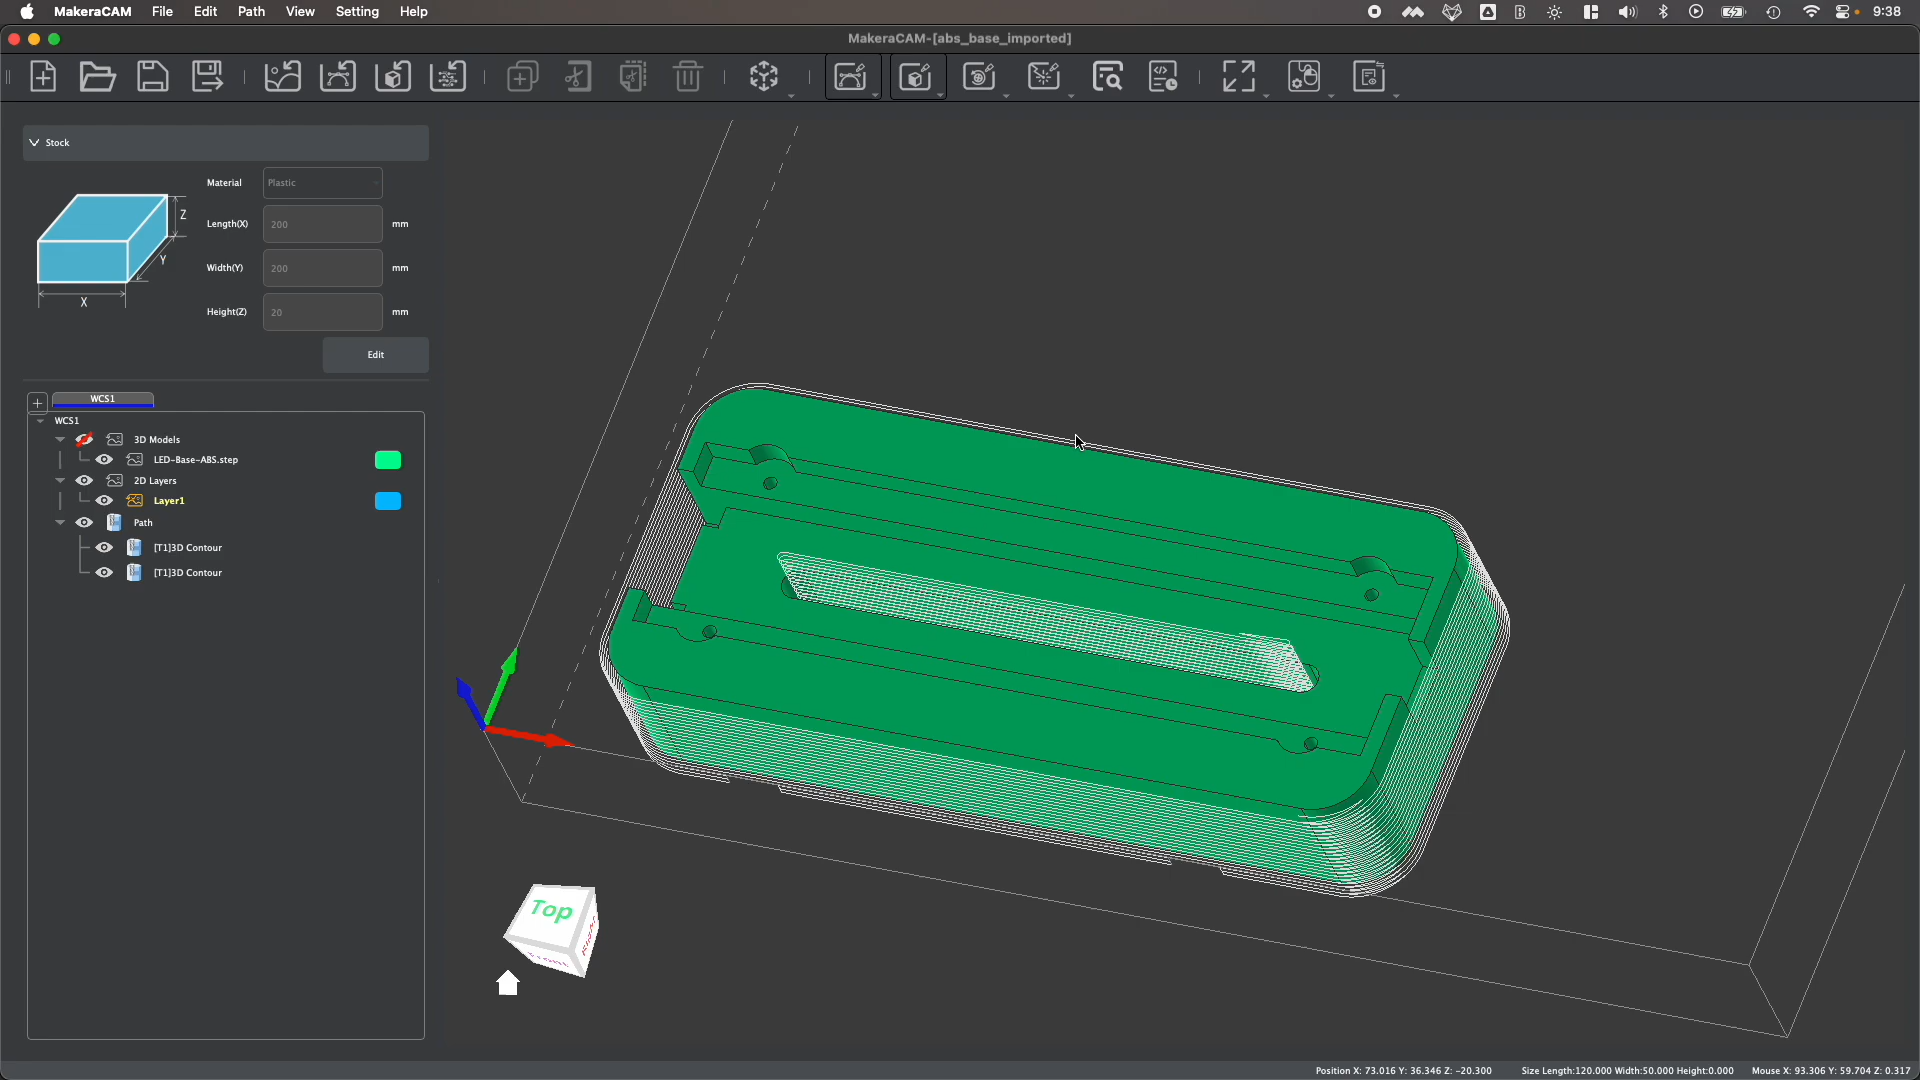 MakeraCAM File Edit Path View Setting Help 9:38
MakeraCAM-[abs_base_imported]
Stock
Material Plastic
Length(X) 200 mm
Width(Y) 200 mm
Height(Z) 20 mm
Z
Y
X
Edit
+ WCS1
WCS1
3D Models
LED-Base-ABS.step
2D Layers
Layer1
Path
[T1]3D Contour
[T1]3D Contour
Top
Front
Right
Position X: 73.016 Y: 36.346 Z: -20.300 Size Length:120.000 Width:50.000 Height:0.000 Mouse X: 93.306 Y: 59.704 Z: 0.317